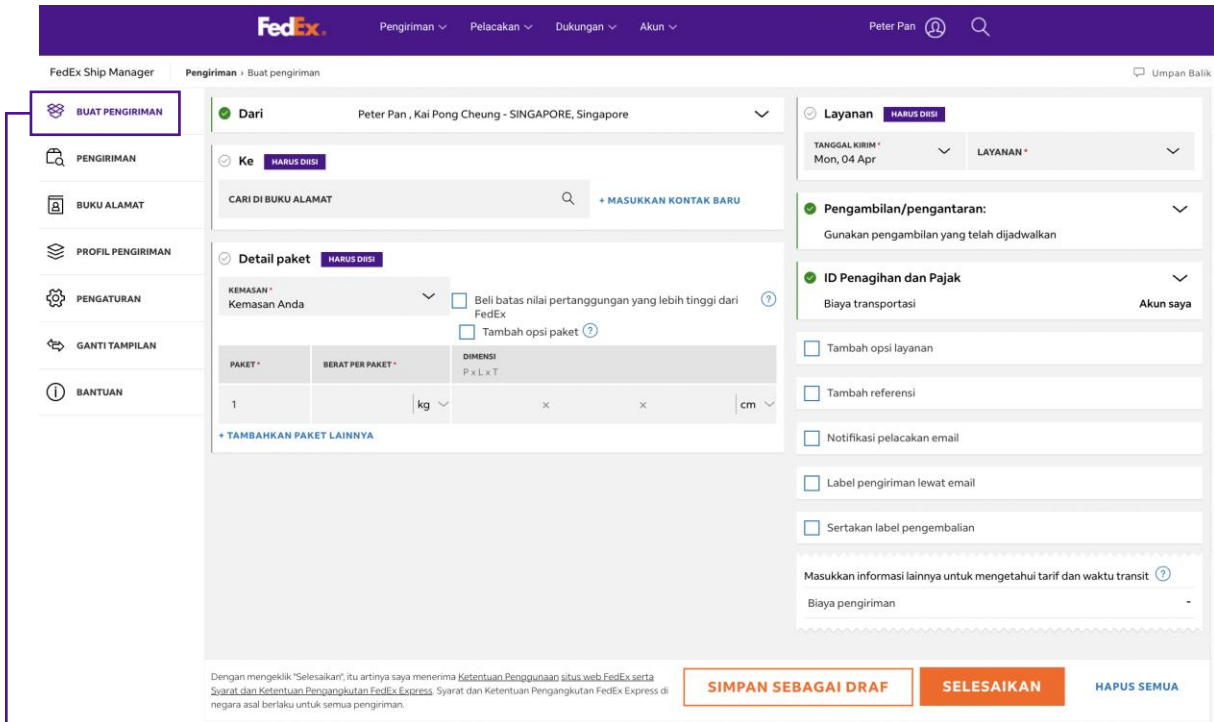 FedEx.
Pengiriman
Pelacakan
Dukungan
Akun
Peter Pan
FedEx Ship Manager
Pengiriman › Buat pengiriman
Umpan Balik
BUAT PENGIRIMAN
PENGIRIMAN
BUKU ALAMAT
PROFIL PENGIRIMAN
PENGATURAN
GANTI TAMPILAN
BANTUAN
Dari
Peter Pan , Kai Pong Cheung - SINGAPORE, Singapore
Ke HARUS DIISI
CARI DI BUKU ALAMAT
+ MASUKKAN KONTAK BARU
Detail paket HARUS DIISI
KEMASAN*
Kemasan Anda
Beli batas nilai pertanggungan yang lebih tinggi dari
FedEx
?
Tambah opsi paket ?
PAKET*
BERAT PER PAKET*
DIMENSI
P x L x T
1
kg
×
×
cm
+ TAMBAHKAN PAKET LAINNYA
Layanan HARUS DIISI
TANGGAL KIRIM*
Mon, 04 Apr
LAYANAN*
Pengambilan/pengantaran:
Gunakan pengambilan yang telah dijadwalkan
ID Penagihan dan Pajak
Biaya transportasi Akun saya
Tambah opsi layanan
Tambah referensi
Notifikasi pelacakan email
Label pengiriman lewat email
Sertakan label pengembalian
Masukkan informasi lainnya untuk mengetahui tarif dan waktu transit ?
Biaya pengiriman -
Dengan mengeklik "Selesaikan", itu artinya saya menerima Ketentuan Penggunaan situs web FedEx serta
Syarat dan Ketentuan Pengangkutan FedEx Express. Syarat dan Ketentuan Pengangkutan FedEx Express di
negara asal berlaku untuk semua pengiriman.
SIMPAN SEBAGAI DRAF
SELESAIKAN
HAPUS SEMUA